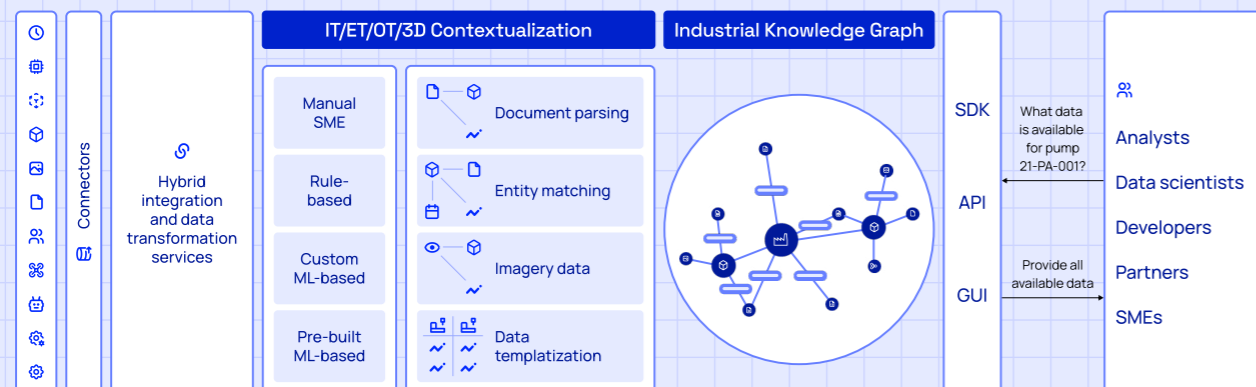 IT/ET/OT/3D Contextualization
Industrial Knowledge Graph
Connectors
Hybrid
integration
and data
transformation
services
Manual
SME
Rule-
based
Custom
ML-based
Pre-built
ML-based
Document parsing
Entity matching
Imagery data
Data
templatization
SDK
API
GUI
What data
is available
for pump
21-PA-001?
Provide all
available data
Analysts
Data scientists
Developers
Partners
SMEs